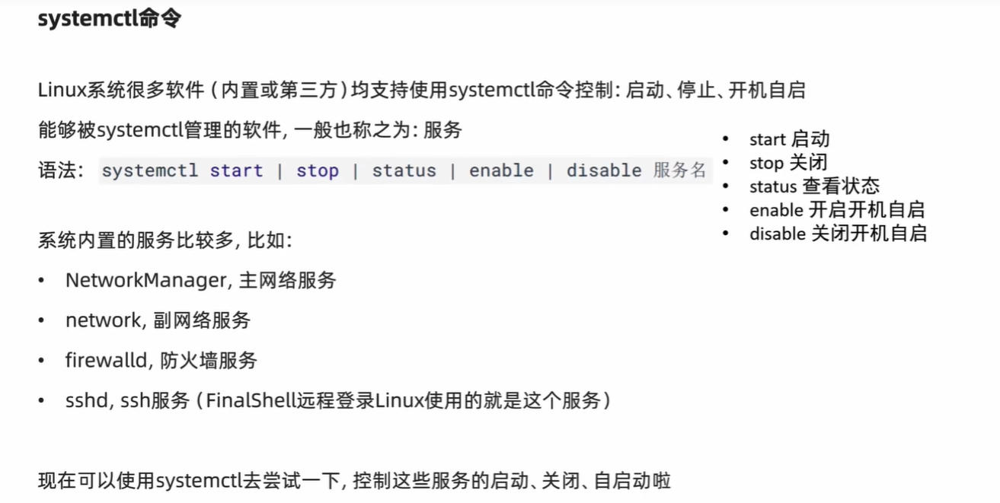 systemctl命令
Linux系统很多软件（内置或第三方）均支持使用systemctl命令控制：启动、停止、开机自启
能够被systemctl管理的软件, 一般也称之为：服务
语法： systemctl start | stop | status | enable | disable 服务名
• start 启动
• stop 关闭
• status 查看状态
• enable 开启开机自启
• disable 关闭开机自启
系统内置的服务比较多, 比如：
• NetworkManager, 主网络服务
• network, 副网络服务
• firewalld, 防火墙服务
• sshd, ssh服务（FinalShell远程登录Linux使用的就是这个服务）
现在可以使用systemctl去尝试一下, 控制这些服务的启动、关闭、自启动啦